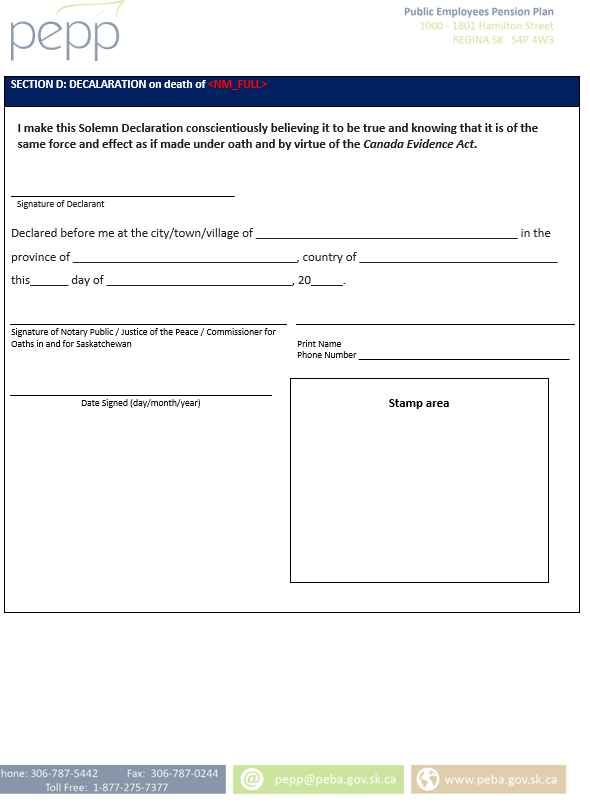 pepp
Public Employees Pension Plan
1000 - 1801 Hamilton Street
REGINA SK S4P 4W3
SECTION D: DECALARATION on death of <NM_FULL>
I make this Solemn Declaration conscientiously believing it to be true and knowing that it is of the
same force and effect as if made under oath and by virtue of the Canada Evidence Act.
Signature of Declarant
Declared before me at the city/town/village of ______ in the
province of ______, country of ______
this______ day of ______, 20_____.
Signature of Notary Public / Justice of the Peace / Commissioner for
Oaths in and for Saskatchewan
Print Name
Phone Number ______
Date Signed (day/month/year)
Stamp area
hone: 306-787-5442 Fax: 306-787-0244
Toll Free: 1-877-275-7377
@ pepp@peba.gov.sk.ca
www.peba.gov.sk.ca